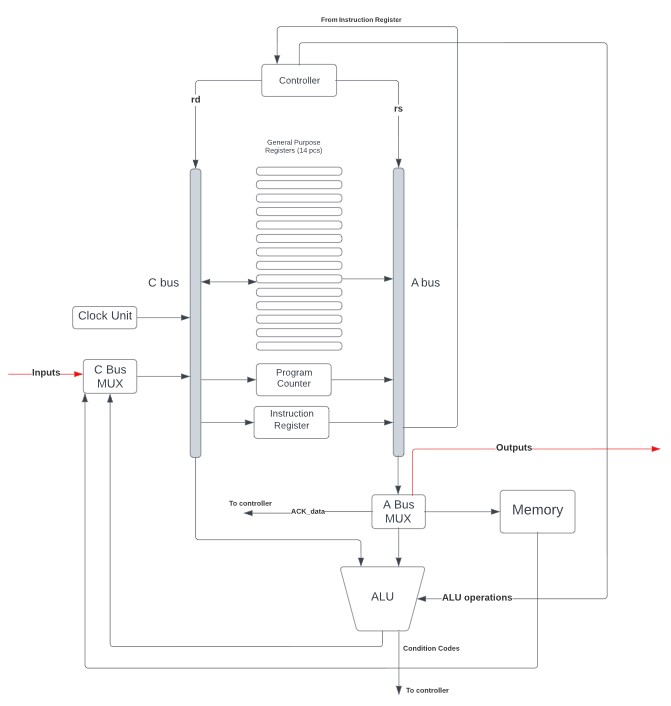 From Instruction Register
Controller
rd
rs
General Purpose
Registers (14 pcs)
C bus
A bus
Clock Unit
Inputs
C Bus
MUX
Program
Counter
Instruction
Register
Outputs
To controller
ACK_data
A Bus
MUX
Memory
ALU
ALU operations
Condition Codes
To controller